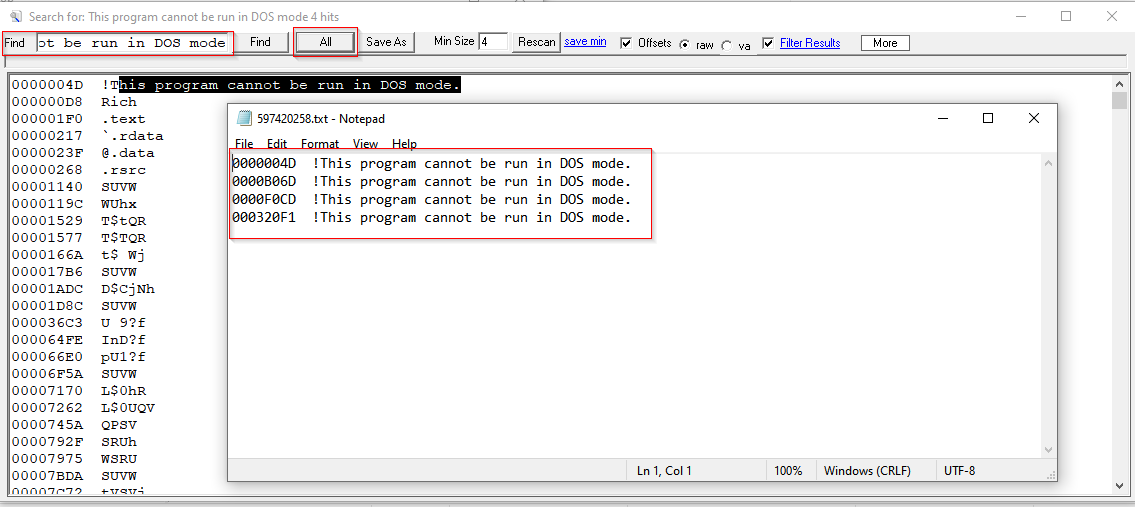 Search for: This program cannot be run in DOS mode 4 hits
Find ot be run in DOS mode Find All Save As Min Size 4 Rescan save min Offsets raw va Filter Results More
0000004D !This program cannot be run in DOS mode.
000000D8 Rich
000001F0 .text
00000217 `.rdata
0000023F @.data
00000268 .rsrc
00001140 SUVW
0000119C WUhx
00001529 T$tQR
00001577 T$TQR
0000166A t$ Wj
000017B6 SUVW
00001ADC D$CjNh
00001D8C SUVW
000036C3 U 9?f
000064FE InD?f
000066E0 pU1?f
00006F5A SUVW
00007170 L$0hR
00007262 L$0UQV
0000745A QPSV
0000792F SRUh
00007975 WSRU
00007BDA SUVW
00007C72 tVSVj
597420258.txt - Notepad
File Edit Format View Help
0000004D !This program cannot be run in DOS mode.
0000B06D !This program cannot be run in DOS mode.
0000F0CD !This program cannot be run in DOS mode.
000320F1 !This program cannot be run in DOS mode.
Ln 1, Col 1 100% Windows (CRLF) UTF-8